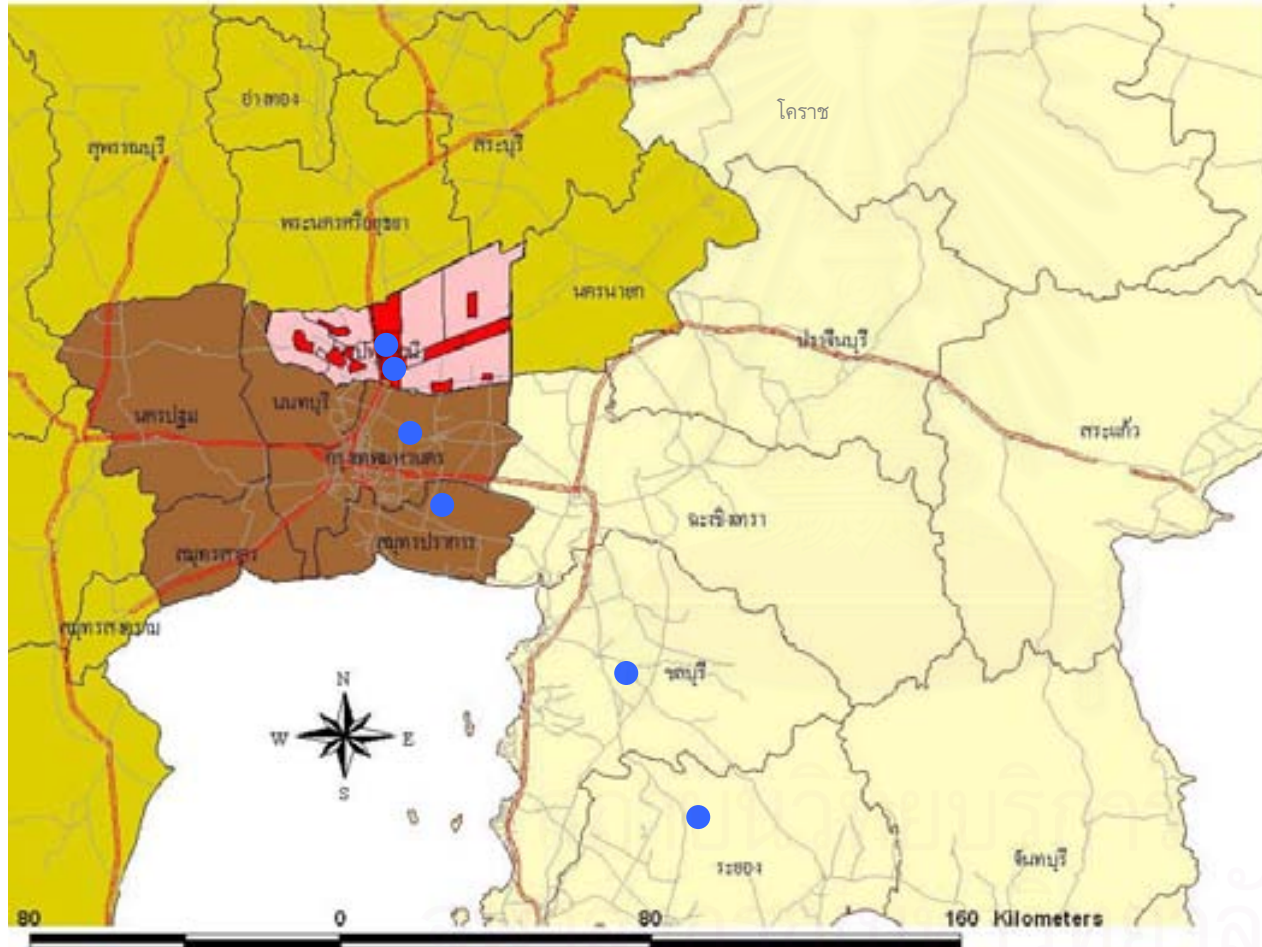 อ่างทอง
โคราช
สุพรรณบุรี
สระบุรี
พระนครศรีอยุธยา
นครนายก
ปราจีนบุรี
นครปฐม
นนทบุรี
สระแก้ว
กรุงเทพมหานคร
ฉะเชิงเทรา
สมุทรปราการ
สมุทรสาคร
สมุทรสงคราม
ชลบุรี
N
W
E
S
ระยอง
จันทบุรี
80 0 80 160 Kilometers